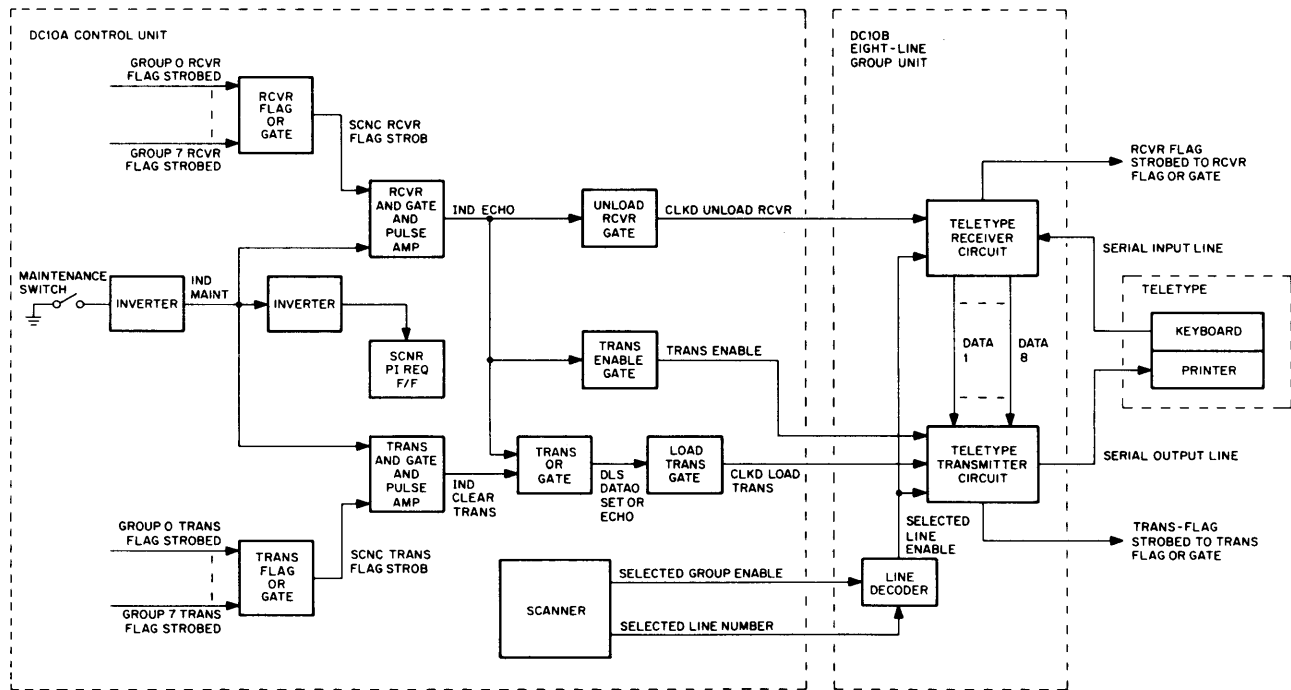 DC10A CONTROL UNIT
GROUP 0 RCVR
FLAG STROBED
GROUP 7 RCVR
FLAG STROBED
RCVR
FLAG
OR
GATE
SCNC RCVR
FLAG STROB
RCVR
AND GATE
AND
PULSE
AMP
IND ECHO
UNLOAD
RCVR
GATE
CLKD UNLOAD RCVR
MAINTENANCE
SWITCH
INVERTER
IND
MAINT
INVERTER
SCNR
PI REQ
F/F
TRANS
ENABLE
GATE
TRANS ENABLE
TRANS
AND GATE
AND
PULSE
AMP
IND
CLEAR
TRANS
TRANS
OR
GATE
DLS
DATAO
SET OR
ECHO
LOAD
TRANS
GATE
CLKD LOAD
TRANS
GROUP 0 TRANS
FLAG STROBED
GROUP 7 TRANS
FLAG STROBED
TRANS FLAG
OR
GATE
SCNC TRANS
FLAG STROB
SCANNER
SELECTED GROUP ENABLE
SELECTED LINE NUMBER
DC10B
EIGHT-LINE
GROUP UNIT
TELETYPE
RECEIVER
CIRCUIT
DATA
1
DATA
8
TELETYPE
TRANSMITTER
CIRCUIT
SELECTED
LINE
ENABLE
LINE
DECODER
RCVR FLAG
STROBED TO RCVR
FLAG OR GATE
SERIAL INPUT LINE
TELETYPE
KEYBOARD
PRINTER
SERIAL OUTPUT LINE
TRANS-FLAG
STROBED TO TRANS
FLAG OR GATE